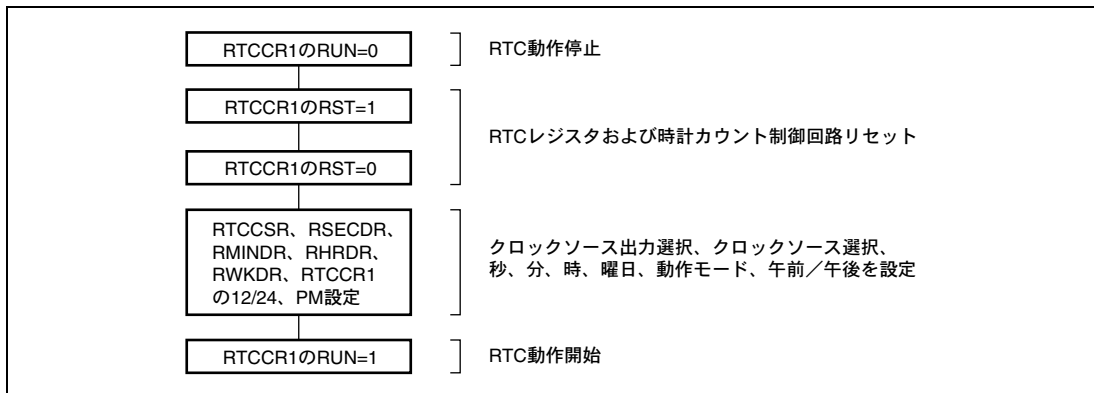 RTCCR1のRUN=0
RTC動作停止
RTCCR1のRST=1
RTCレジスタおよび時計カウント制御回路リセット
RTCCR1のRST=0
RTCCSR、RSECDR、
RMINDR、RHRDR、
RWKDR、RTCCR1
の12/24、PM設定
クロックソース出力選択、クロックソース選択、
秒、分、時、曜日、動作モード、午前／午後を設定
RTCCR1のRUN=1
RTC動作開始